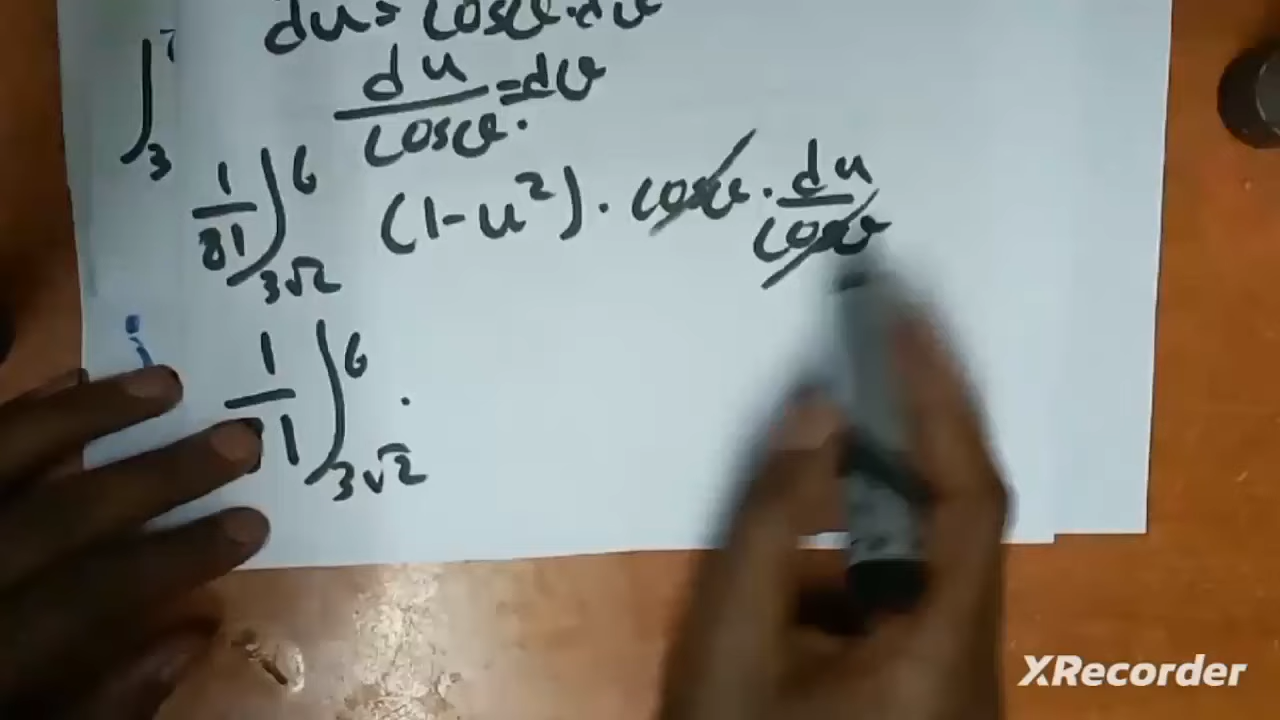 du = cosθ·dθ
∫₃⁷
du/cosθ. = dθ
1/81 ∫_{3√2}^{6} (1-u²)·cosθ·du/cosθ
1/1 ∫_{3√2}^{6} ·
XRecorder